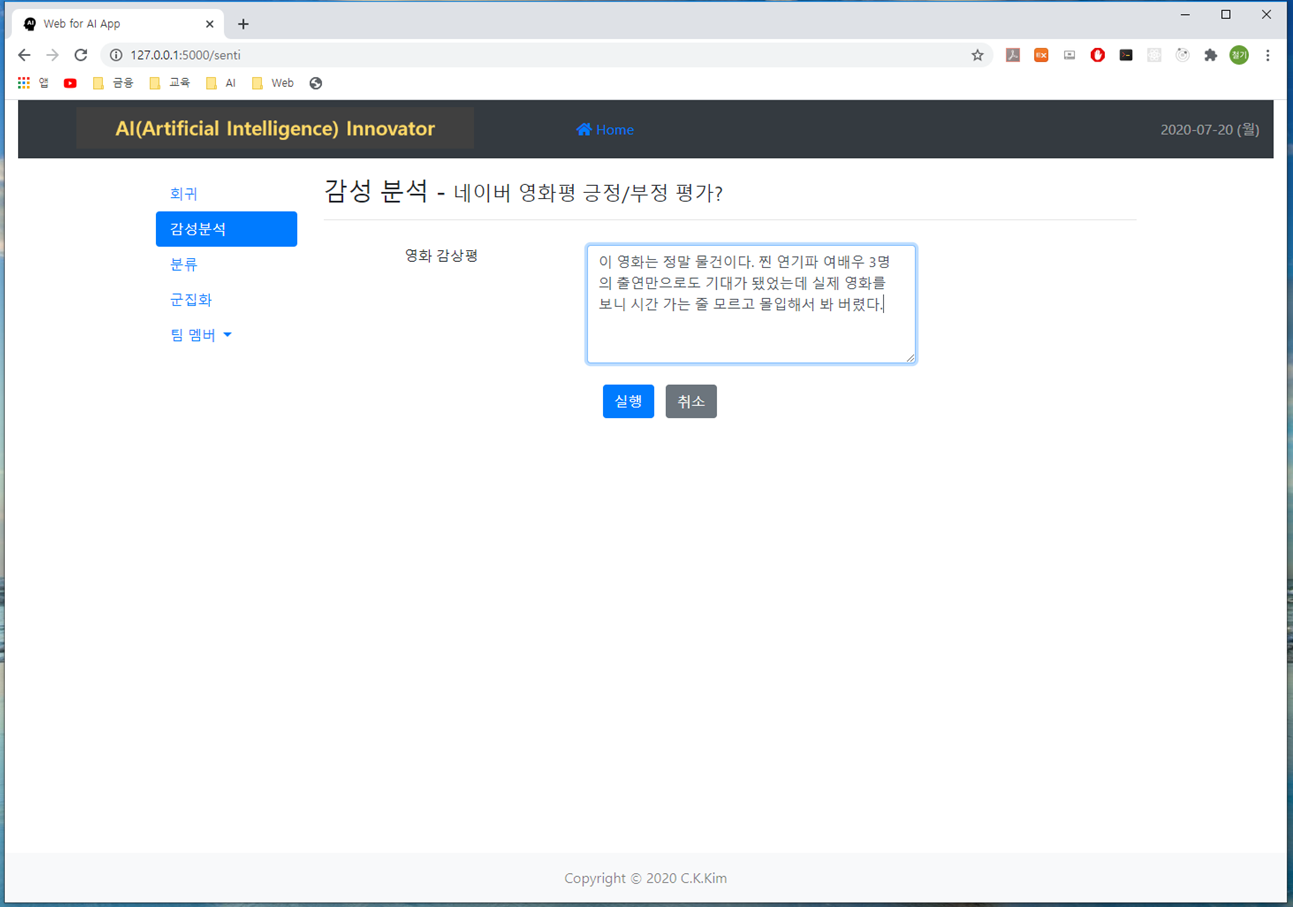 Web for AI App
127.0.0.1:5000/senti
앱 금융 교육 AI Web
AI(Artificial Intelligence) Innovator
Home
2020-07-20 (월)
회귀
감성분석
분류
군집화
팀 멤버
감성 분석 - 네이버 영화평 긍정/부정 평가?
영화 감상평
이 영화는 정말 물건이다. 찐 연기파 여배우 3명
의 출연만으로도 기대가 됐었는데 실제 영화를
보니 시간 가는 줄 모르고 몰입해서 봐 버렸다.
실행 취소
Copyright © 2020 C.K.Kim